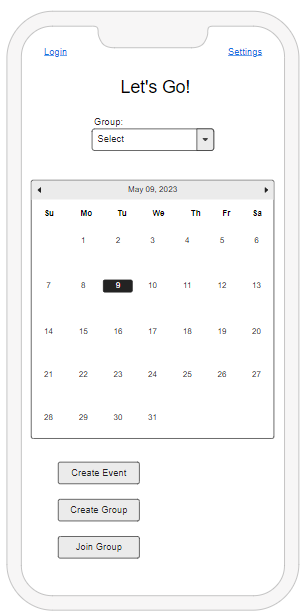 Login Settings
Let's Go!
Group:
Select
May 09, 2023
Su Mo Tu We Th Fr Sa
1 2 3 4 5 6
7 8 9 10 11 12 13
14 15 16 17 18 19 20
21 22 23 24 25 26 27
28 29 30 31
Create Event
Create Group
Join Group